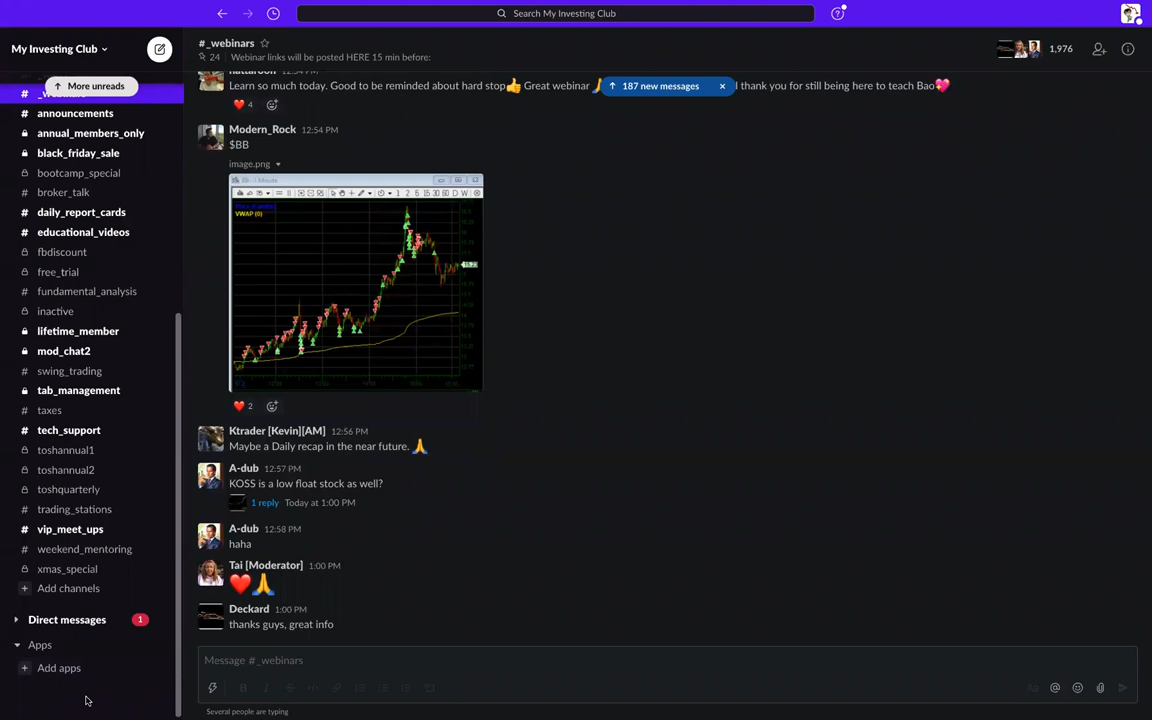 Search My Investing Club
My Investing Club
#_webinars
24 Webinar links will be posted HERE 15 min before:
1,976
More unreads
# announcements
annual_members_only
black_friday_sale
bootcamp_special
# broker_talk
# daily_report_cards
# educational_videos
fbdiscount
free_trial
# fundamental_analysis
inactive
lifetime_member
# mod_chat2
# swing_trading
tab_management
# taxes
# tech_support
toshannual1
toshannual2
toshquarterly
# trading_stations
# vip_meet_ups
# weekend_mentoring
xmas_special
+ Add channels
Direct messages 1
Apps
+ Add apps
187 new messages
Learn so much today. Good to be reminded about hard stop👍 Great webinar I thank you for still being here to teach Bao💖
❤️ 4
Modern_Rock 12:54 PM
$BB
image.png
VWAP (0)
❤️ 2
Ktrader [Kevin][AM] 12:56 PM
Maybe a Daily recap in the near future. 🙏
A-dub 12:57 PM
KOSS is a low float stock as well?
1 reply Today at 1:00 PM
A-dub 12:58 PM
haha
Tai [Moderator] 1:00 PM
❤️🙏
Deckard 1:00 PM
thanks guys, great info
Message #_webinars
Several people are typing